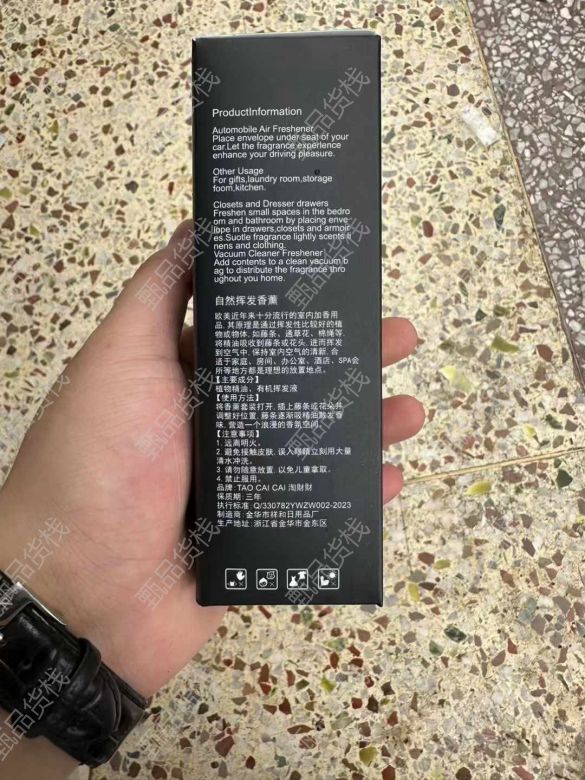 ProductInformation
Automobile Air Freshener
Place envelope under seat of your
car.Let the fragrance experience
enhance your driving pleasure.
Other Usage
For gifts,laundry room,storage
foom,kitchen.
Closets and Dresser drawers
Freshen small spaces in the bedro
om and bathroom by placing enve
lope in drawers,closets and armoir
es.Suotle fragrance lightly scents li
nens and clothing.
Vacuum Cleaner Freshener
Add contents to a clean vacuum b
ag to distribute the fragrance thro
ughout you home.
自然挥发香薰
欧美近年来十分流行的室内加香用
品, 其原理是通过挥发性比较好的植
物或物体, 如藤条、通草花、棉绳等,
将精油吸收到藤条或花头, 进而挥发
到空气中, 保持室内空气的清新, 合
适于家庭、房间、办公室、酒店、SPA会
所等地方都是理想的放置地点。
【主要成分】
植物精油、有机挥发液
【使用方法】
将香薰套装打开, 插上藤条或花朵并
调整好位置, 藤条逐渐吸精油散发香
味, 营造一个浪漫的香氛空间。
【注意事项】
1. 远离明火。
2. 避免接触皮肤, 误入眼睛立刻用大量
清水冲洗。
3. 请勿随意放置, 以免儿童拿取。
4. 禁止服用。
品牌: TAO CAI CAI 淘财财
保质期: 三年
执行标准: Q/330782YWZW002-2023
制造商: 金华市祥和日用品厂
生产地址: 浙江省金华市金东区
甄品货栈